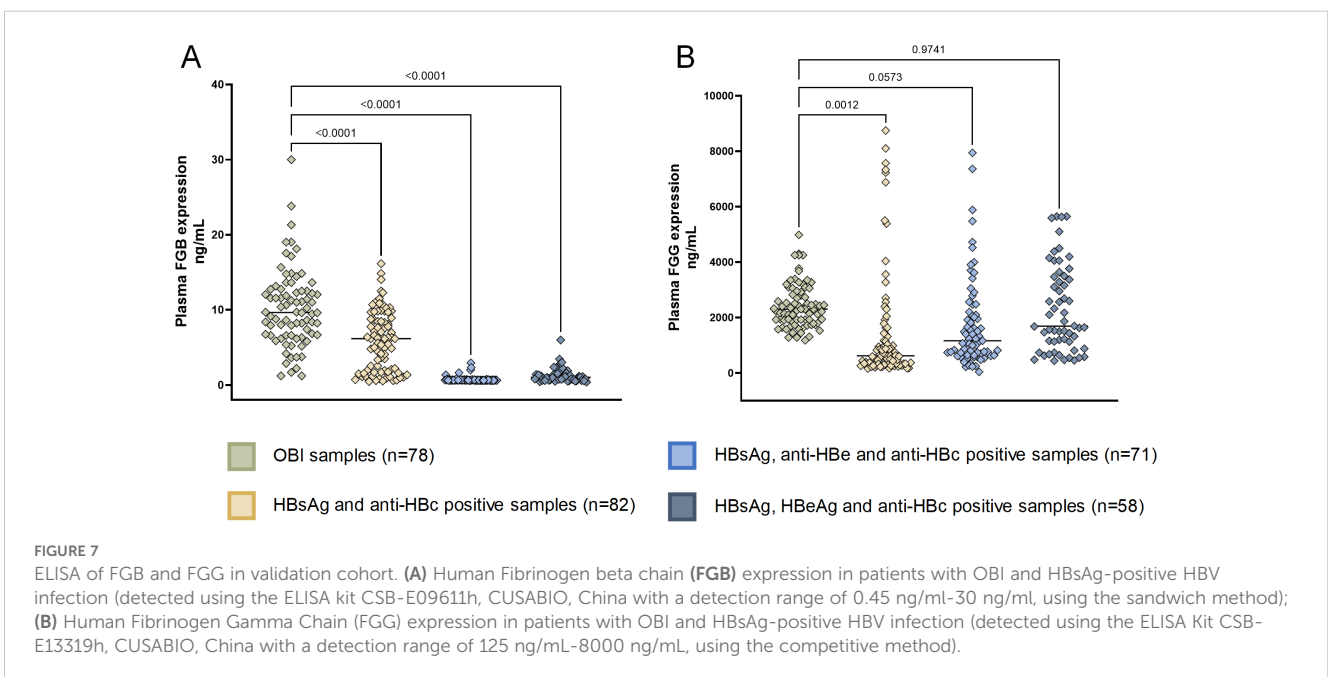 A
<0.0001
<0.0001
<0.0001
40
30
20
10
0
Plasma FGB expression
ng/mL
B
0.9741
0.0573
0.0012
10000
8000
6000
4000
2000
0
Plasma FGG expression
ng/mL
OBI samples (n=78)
HBsAg and anti-HBc positive samples (n=82)
HBsAg, anti-HBe and anti-HBc positive samples (n=71)
HBsAg, HBeAg and anti-HBc positive samples (n=58)
FIGURE 7
ELISA of FGB and FGG in validation cohort. (A) Human Fibrinogen beta chain (FGB) expression in patients with OBI and HBsAg-positive HBV
infection (detected using the ELISA kit CSB-E09611h, CUSABIO, China with a detection range of 0.45 ng/ml-30 ng/ml, using the sandwich method);
(B) Human Fibrinogen Gamma Chain (FGG) expression in patients with OBI and HBsAg-positive HBV infection (detected using the ELISA Kit CSB-
E13319h, CUSABIO, China with a detection range of 125 ng/mL-8000 ng/mL, using the competitive method).